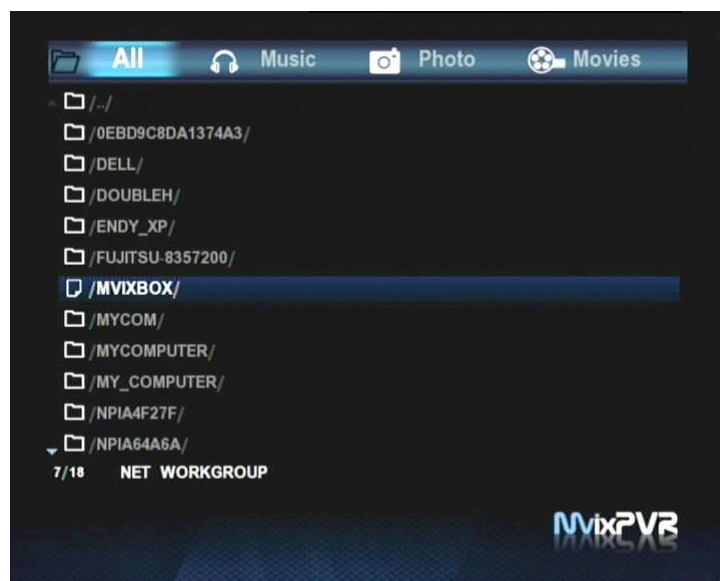 All Music Photo Movies
/../
/0EBD9C8DA1374A3/
/DELL/
/DOUBLEH/
/ENDY_XP/
/FUJITSU-8357200/
/MVIXBOX/
/MYCOM/
/MYCOMPUTER/
/MY_COMPUTER/
/NPIA4F27F/
/NPIA64A6A/
7/18 NET WORKGROUP
MvixPVR